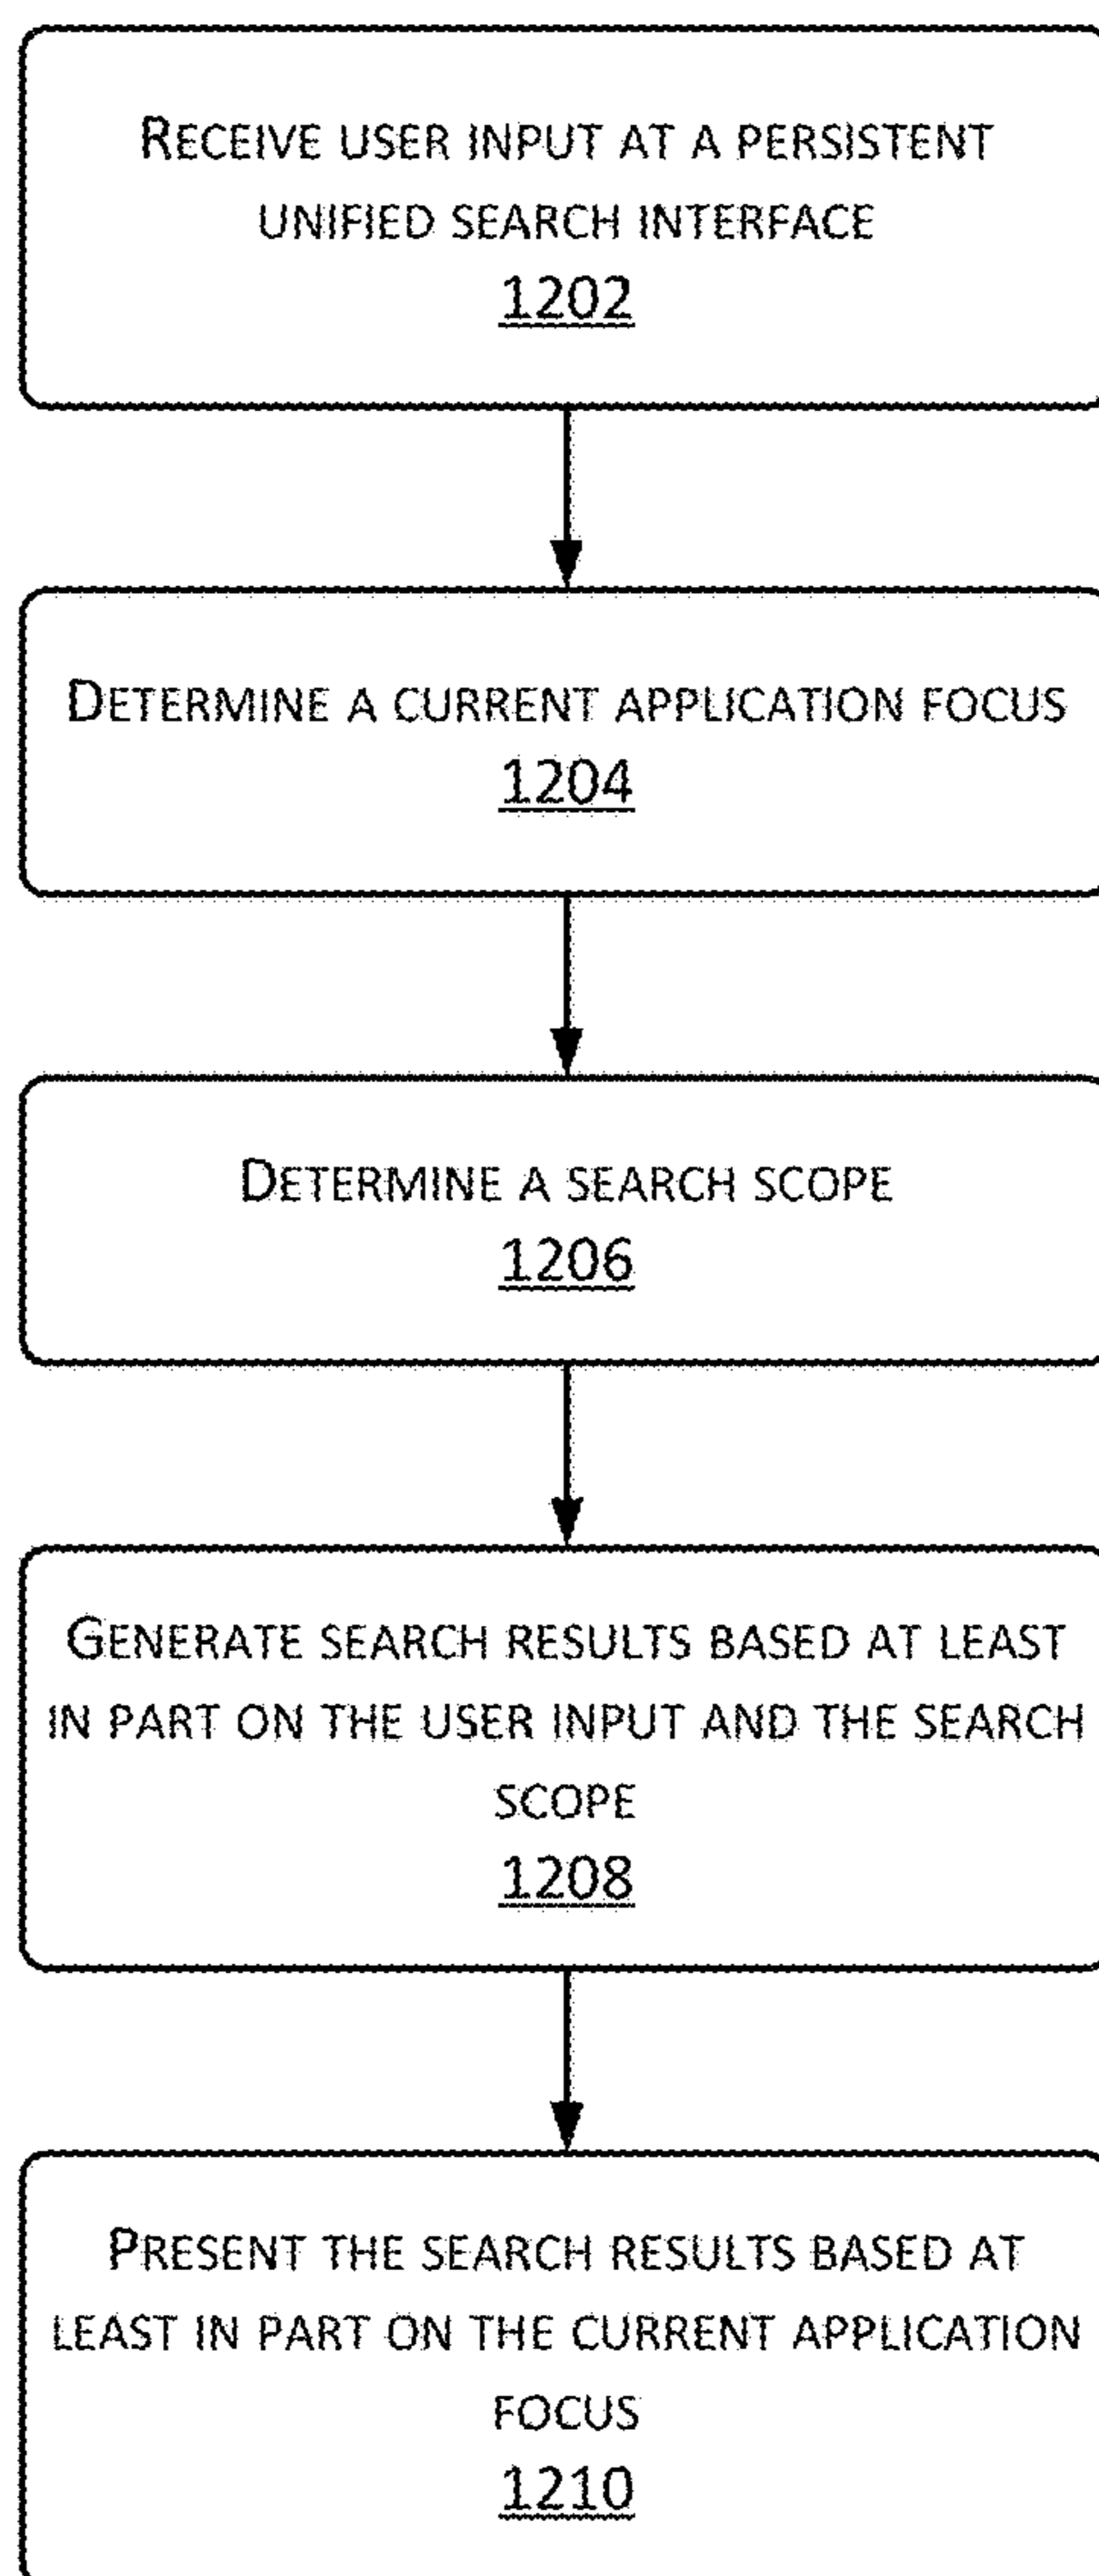 RECEIVE USER INPUT AT A PERSISTENT
UNIFIED SEARCH INTERFACE
1202
DETERMINE A CURRENT APPLICATION FOCUS
1204
DETERMINE A SEARCH SCOPE
1206
GENERATE SEARCH RESULTS BASED AT LEAST
IN PART ON THE USER INPUT AND THE SEARCH
SCOPE
1208
PRESENT THE SEARCH RESULTS BASED AT
LEAST IN PART ON THE CURRENT APPLICATION
FOCUS
1210